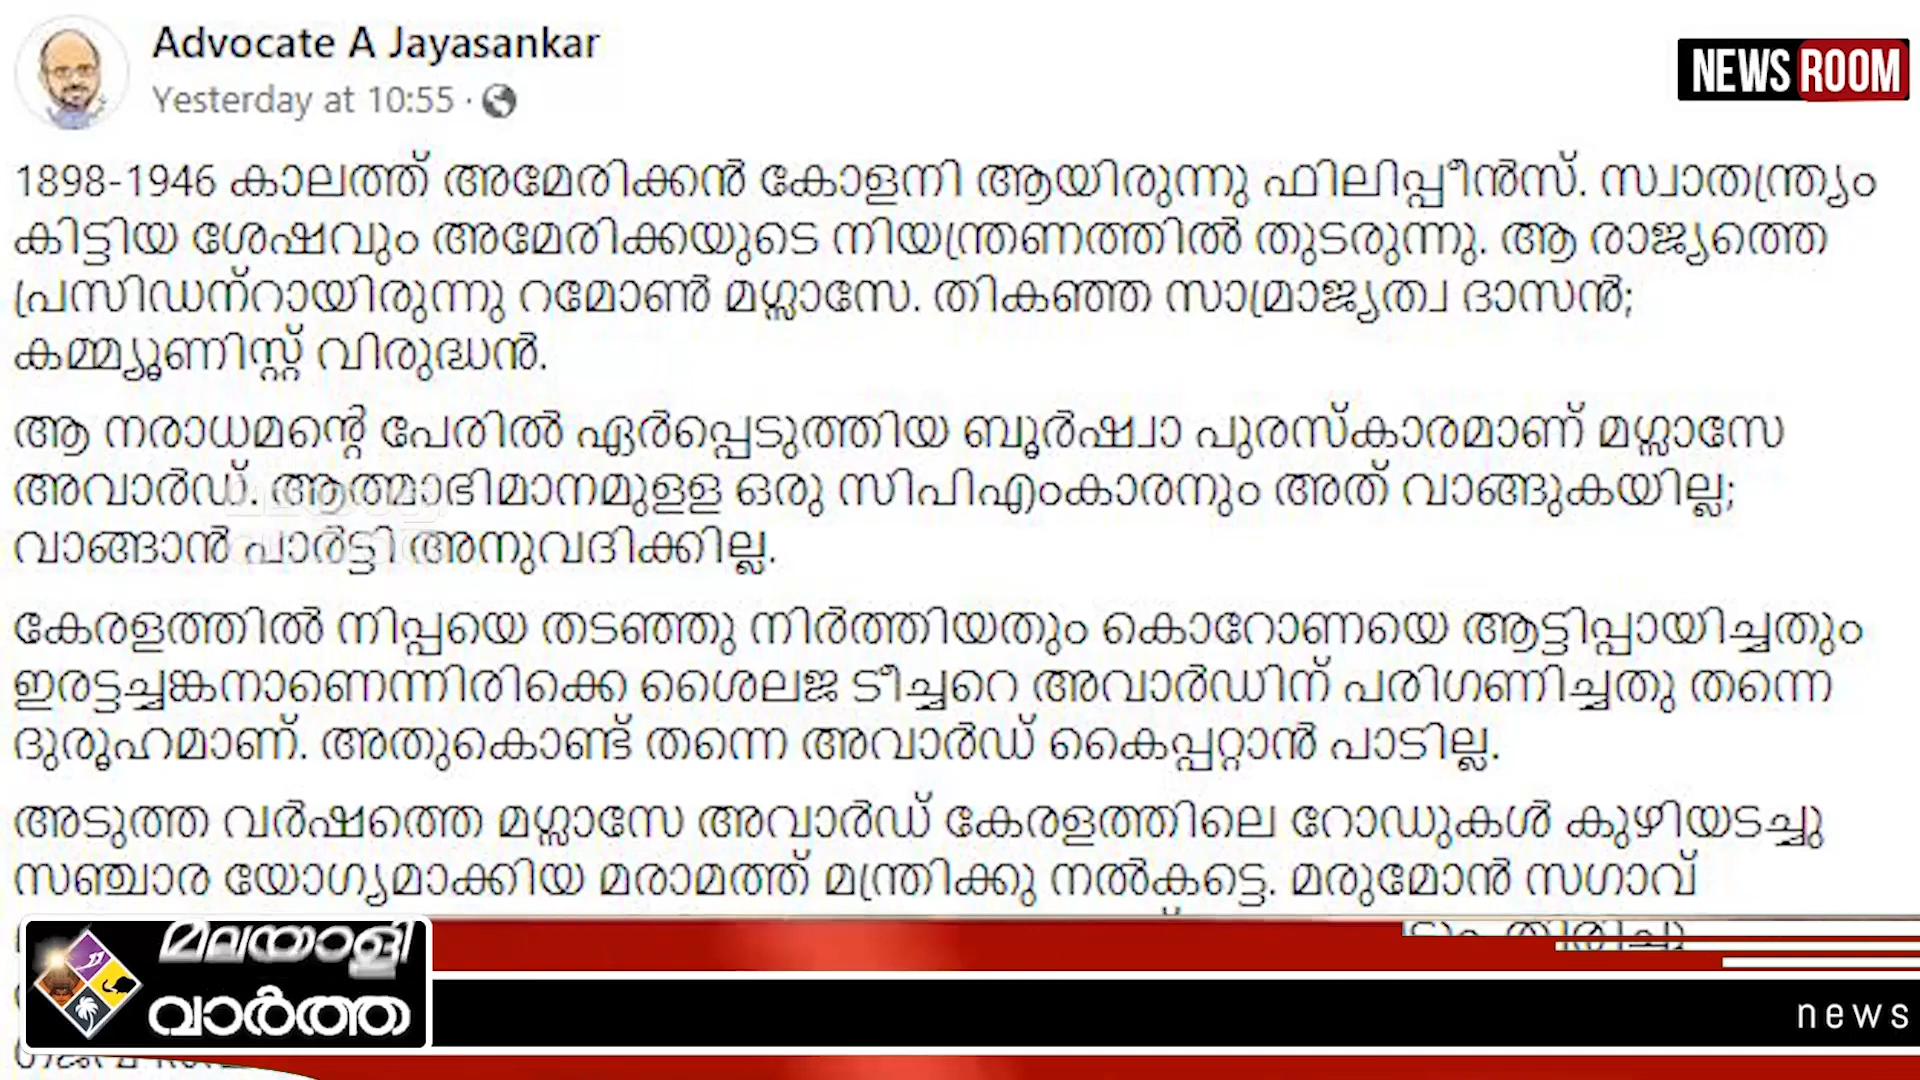 Advocate A Jayasankar
Yesterday at 10:55 ·
NEWS ROOM
1898-1946 കാലത്ത് അമേരിക്കൻ കോളനി ആയിരുന്നു ഫിലിപ്പീൻസ്. സ്വാതന്ത്ര്യം
കിട്ടിയ ശേഷവും അമേരിക്കയുടെ നിയന്ത്രണത്തിൽ തുടരുന്നു. ആ രാജ്യത്തെ
പ്രസിഡന്റായിരുന്നു റമോൺ മഗ്സാസേ. തികഞ്ഞ സാമ്രാജ്യത്വ ദാസൻ;
കമ്മ്യൂണിസ്റ്റ് വിരുദ്ധൻ.
ആ നരാധമന്റെ പേരിൽ ഏർപ്പെടുത്തിയ ബൂർഷ്വാ പുരസ്കാരമാണ് മഗ്സാസേ
അവാർഡ്. ആത്മാഭിമാനമുളള ഒരു സിപിഎംകാരനും അത് വാങ്ങുകയില്ല;
വാങ്ങാൻ പാർട്ടി അനുവദിക്കില്ല.
കേരളത്തിൽ നിപ്പയെ തടഞ്ഞു നിർത്തിയതും കൊറോണയെ ആട്ടിപ്പായിച്ചതും
ഇരട്ടച്ചങ്കനാണെന്നിരിക്കെ ശൈലജ ടീച്ചറെ അവാർഡിന് പരിഗണിച്ചതു തന്നെ
ദുരൂഹമാണ്. അതുകൊണ്ട് തന്നെ അവാർഡ് കൈപ്പറ്റാൻ പാടില്ല.
അടുത്ത വർഷത്തെ മഗ്സാസേ അവാർഡ് കേരളത്തിലെ റോഡുകൾ കുഴിയടച്ചു
സഞ്ചാര യോഗ്യമാക്കിയ മരാമത്ത് മന്ത്രിക്കു നൽകട്ടെ. മരുമോൻ സഗാവ്
മലയാളി
വാർത്ത
news